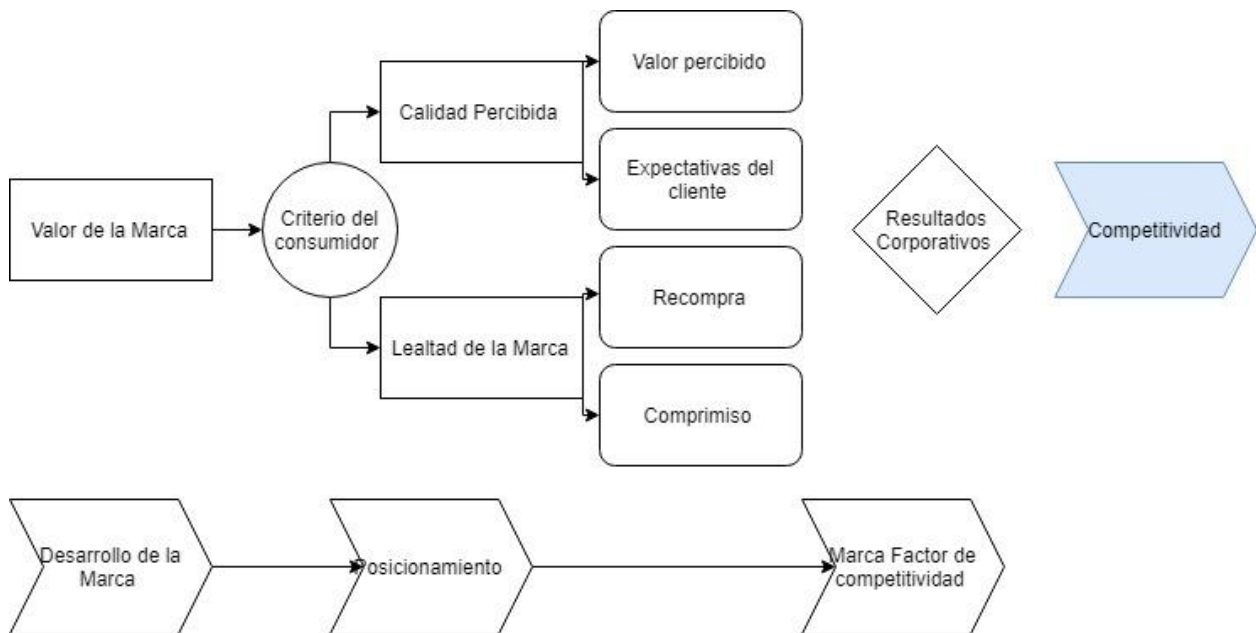 Valor de la Marca
Criterio del
consumidor
Calidad Percibida
Valor percibido
Expectativas del
cliente
Lealtad de la Marca
Recompra
Comprimiso
Resultados
Corporativos
Competitividad
Desarrollo de la
Marca
Posicionamiento
Marca Factor de
competitividad